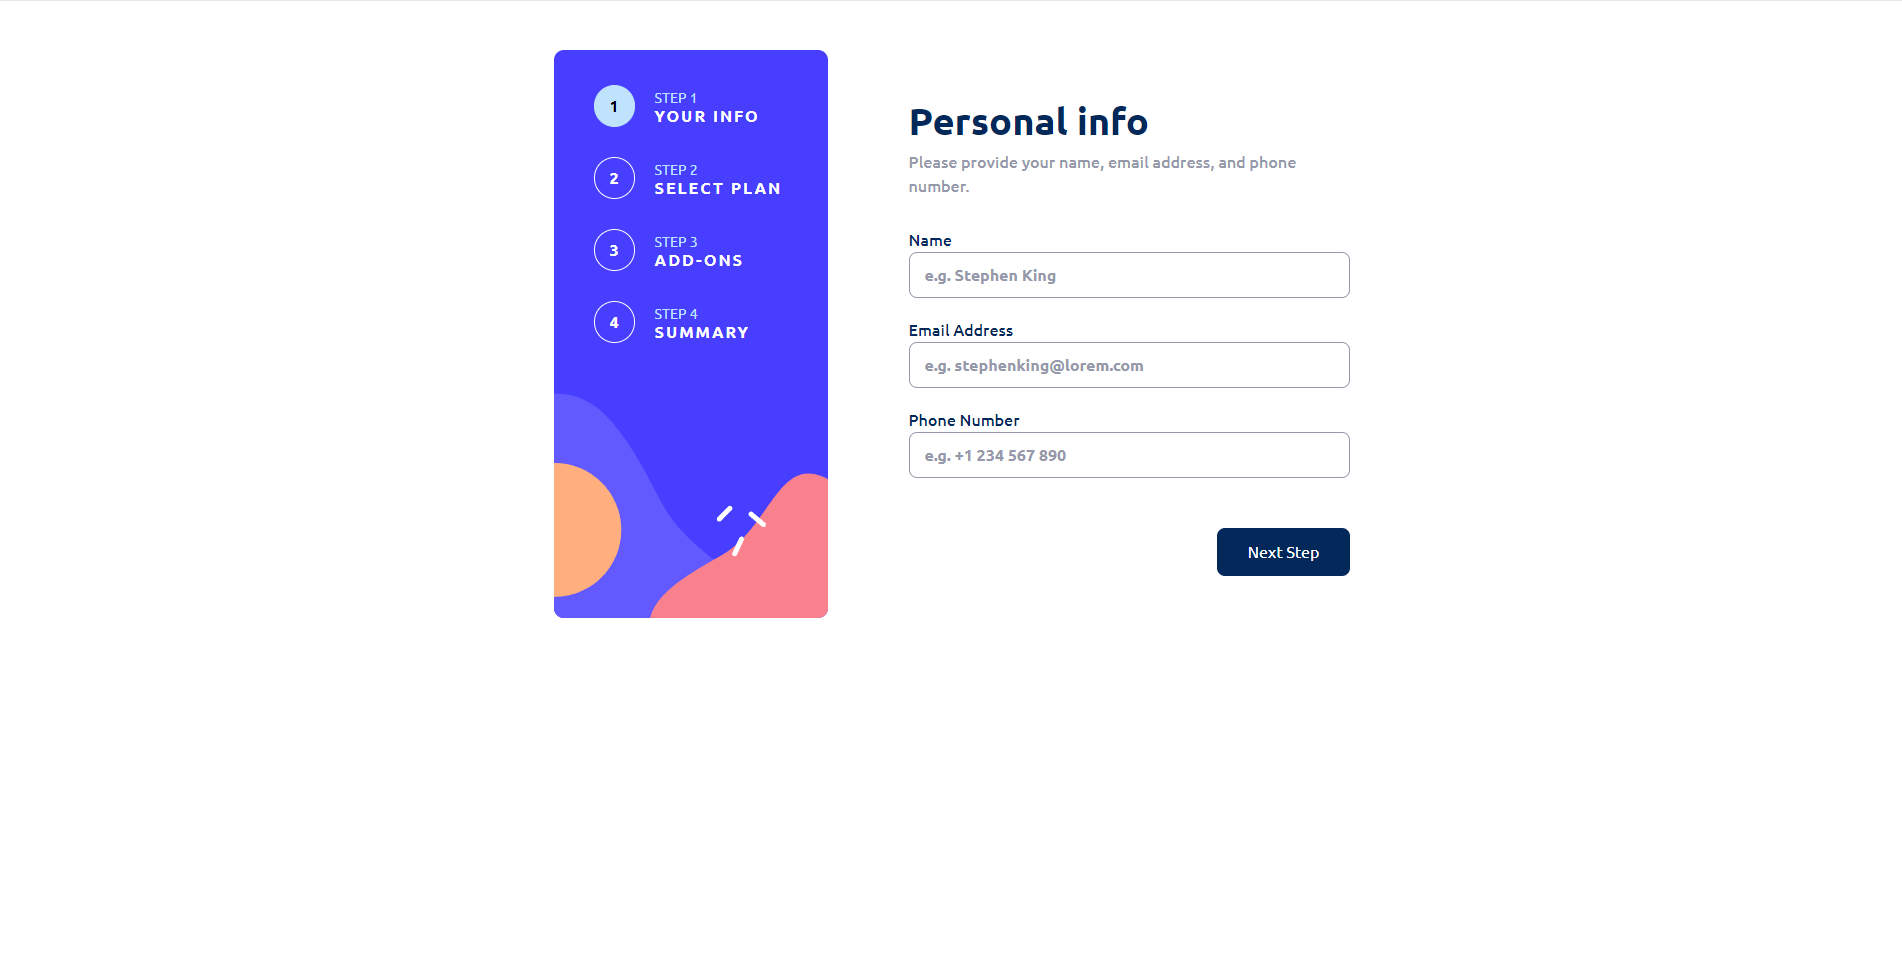 1
STEP 1
YOUR INFO
2
STEP 2
SELECT PLAN
3
STEP 3
ADD-ONS
4
STEP 4
SUMMARY
Personal info
Please provide your name, email address, and phone
number.
Name
e.g. Stephen King
Email Address
e.g. stephenking@lorem.com
Phone Number
e.g. +1 234 567 890
Next Step